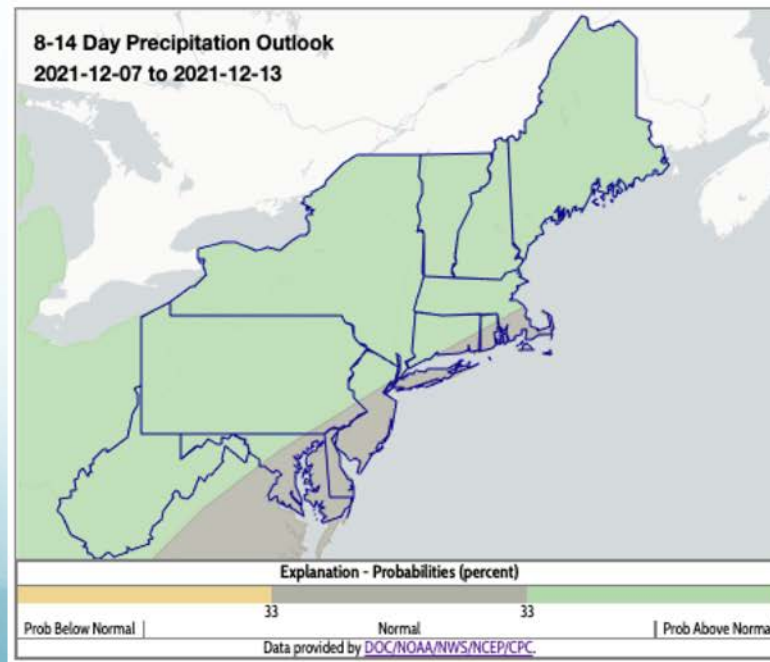 8-14 Day Precipitation Outlook
2021-12-07 to 2021-12-13
Explanation - Probabilities (percent)
33 33
Prob Below Normal Normal Prob Above Normal
Data provided by DOC/NOAA/NWS/NCEP/CPC.